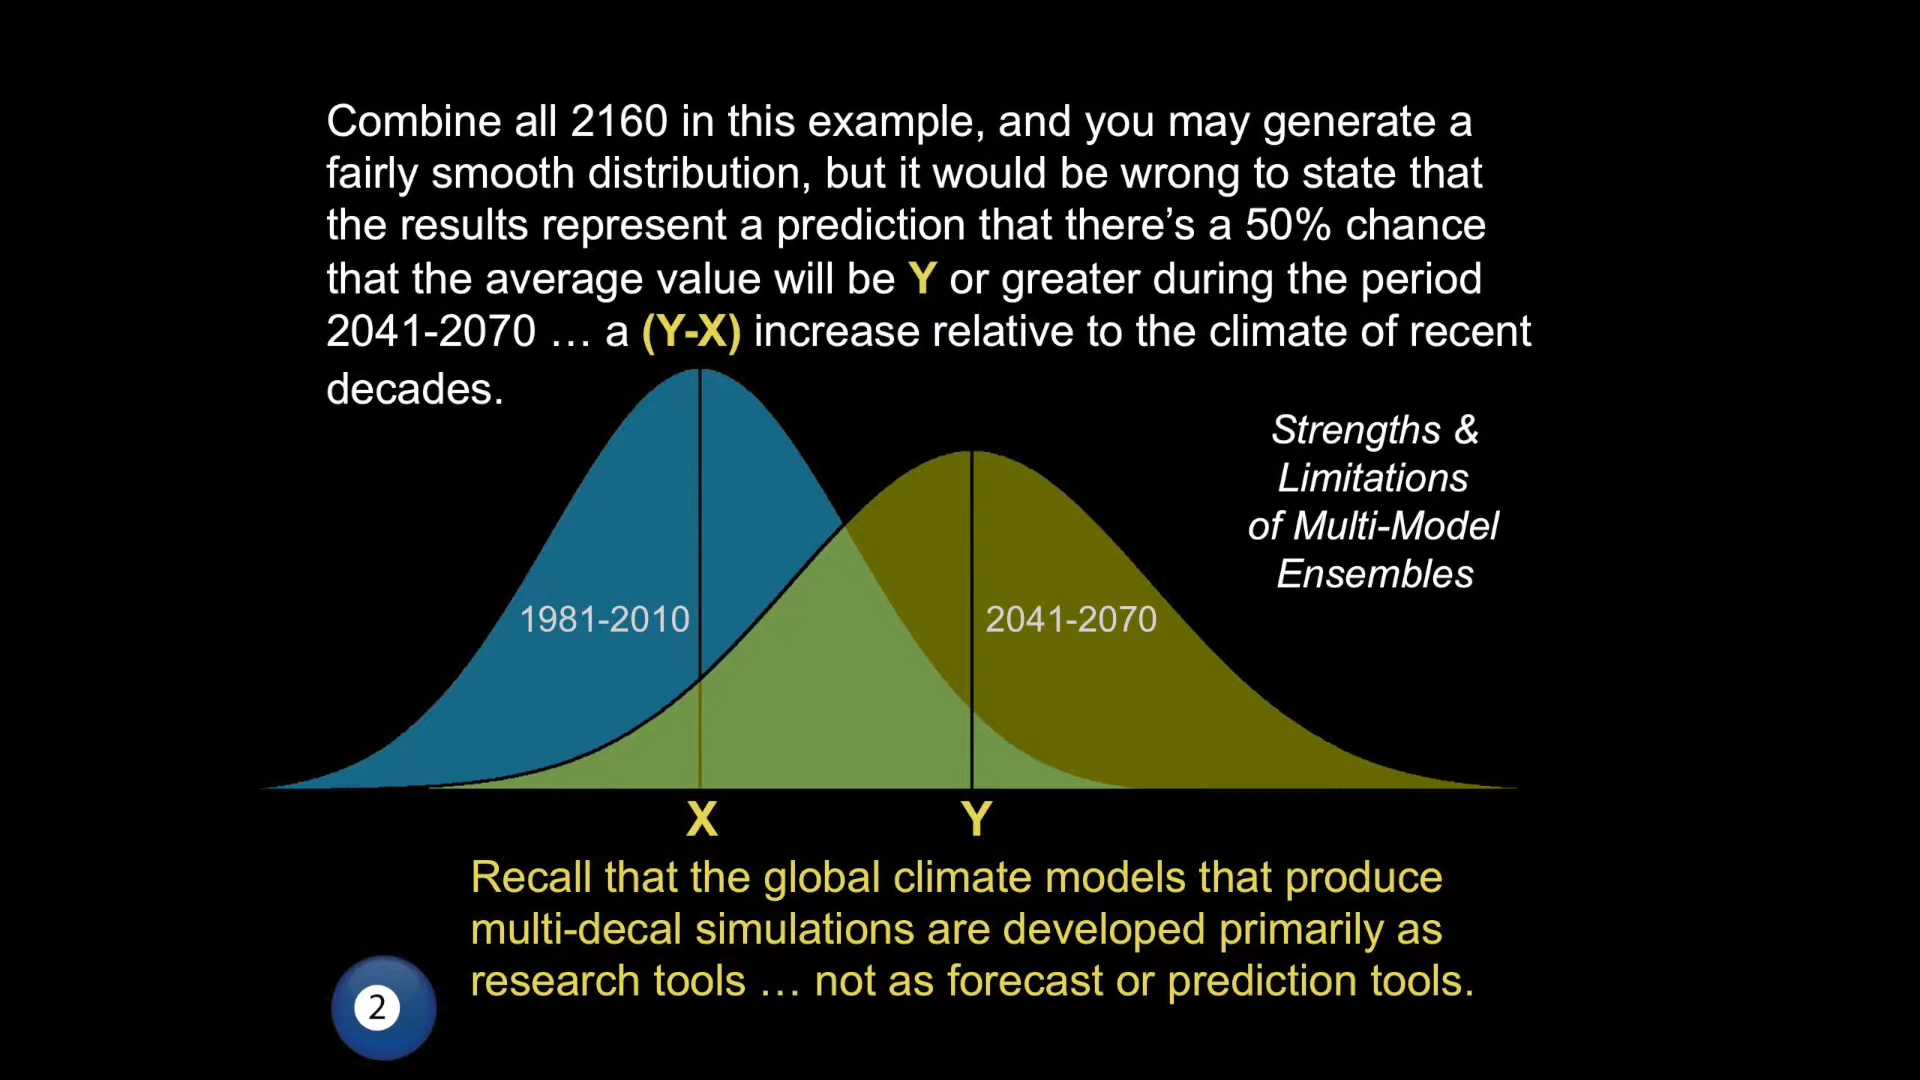 Combine all 2160 in this example, and you may generate a
fairly smooth distribution, but it would be wrong to state that
the results represent a prediction that there’s a 50% chance
that the average value will be Y or greater during the period
2041-2070 … a (Y-X) increase relative to the climate of recent
decades.
Strengths &
Limitations
of Multi-Model
Ensembles
1981-2010
2041-2070
X
Y
Recall that the global climate models that produce
multi-decal simulations are developed primarily as
research tools … not as forecast or prediction tools.
2